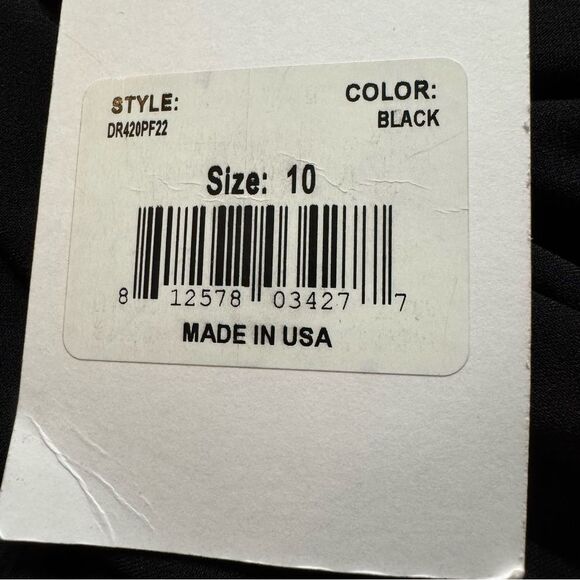 STYLE: COLOR:
DR420PF22 BLACK
Size: 10
8 12578 03427 7
MADE IN USA